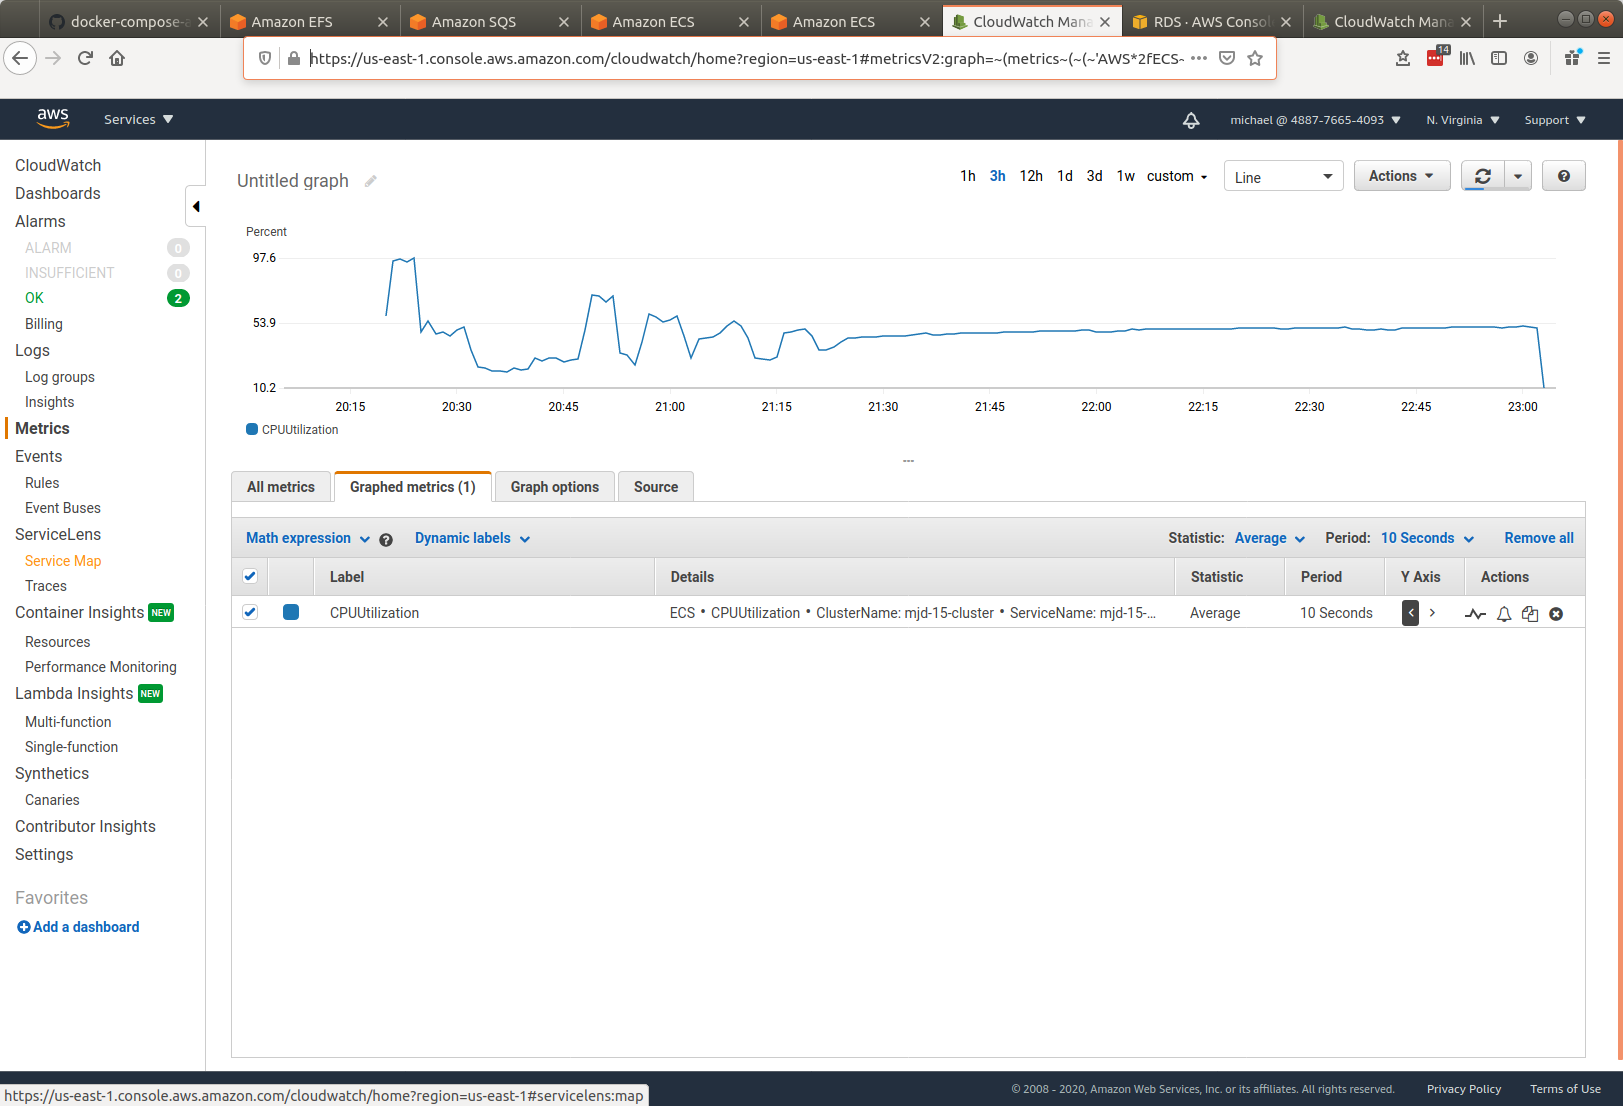 docker-compose-a
Amazon EFS
Amazon SQS
Amazon ECS
Amazon ECS
CloudWatch Mana
RDS · AWS Consol
CloudWatch Mana
https://us-east-1.console.aws.amazon.com/cloudwatch/home?region=us-east-1#metricsV2:graph=~(metrics~(~(~'AWS*2fECS~
14
aws
Services
michael @ 4887-7665-4093
N. Virginia
Support
CloudWatch
Dashboards
Alarms
ALARM 0
INSUFFICIENT 0
OK 2
Billing
Logs
Log groups
Insights
Metrics
Events
Rules
Event Buses
ServiceLens
Service Map
Traces
Container Insights NEW
Resources
Performance Monitoring
Lambda Insights NEW
Multi-function
Single-function
Synthetics
Canaries
Contributor Insights
Settings
Favorites
Add a dashboard
Untitled graph
1h 3h 12h 1d 3d 1w custom
Line
Actions
Percent
97.6
53.9
10.2
20:15 20:30 20:45 21:00 21:15 21:30 21:45 22:00 22:15 22:30 22:45 23:00
CPUUtilization
All metrics
Graphed metrics (1)
Graph options
Source
Math expression
Dynamic labels
Statistic: Average
Period: 10 Seconds
Remove all
Label Details Statistic Period Y Axis Actions
CPUUtilization ECS • CPUUtilization • ClusterName: mjd-15-cluster • ServiceName: mjd-15-... Average 10 Seconds < >
https://us-east-1.console.aws.amazon.com/cloudwatch/home?region=us-east-1#servicelens:map
© 2008 - 2020, Amazon Web Services, Inc. or its affiliates. All rights reserved.
Privacy Policy
Terms of Use